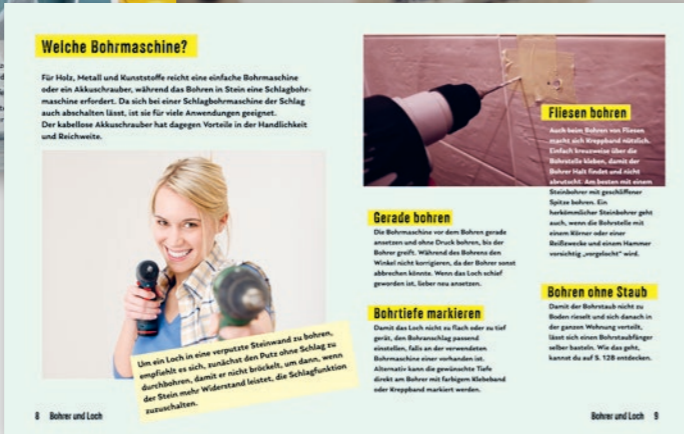 Welche Bohrmaschine?
Für Holz, Metall und Kunststoffe reicht eine einfache Bohrmaschine
oder ein Akkuschrauber, während das Bohren in Stein eine Schlagbohr-
maschine erfordert. Da sich bei einer Schlagbohrmaschine der Schlag
auch abschalten lässt, ist sie für viele Anwendungen geeignet.
Der kabellose Akkuschrauber hat dagegen Vorteile in der Handlichkeit
und Reichweite.
Um ein Loch in eine verputzte Steinwand zu bohren,
empfiehlt es sich, zunächst den Putz ohne Schlag zu
durchbohren, damit er nicht bröckelt, um dann, wenn
der Stein mehr Widerstand leistet, die Schlagfunktion
zuzuschalten.
8 Bohrer und Loch
Gerade bohren
Die Bohrmaschine vor dem Bohren gerade
ansetzen und ohne Druck bohren, bis der
Bohrer greift. Während des Bohrens den
Winkel nicht korrigieren, da der Bohrer sonst
abbrechen könnte. Wenn das Loch schief
geworden ist, lieber neu ansetzen.
Bohrtiefe markieren
Damit das Loch nicht zu flach oder zu tief
gerät, den Bohranschlag passend
einstellen, falls an der verwendeten
Bohrmaschine einer vorhanden ist.
Alternativ kann die gewünschte Tiefe
direkt am Bohrer mit farbigem Klebeband
oder Kreppband markiert werden.
Fliesen bohren
Auch beim Bohren von Fliesen
macht sich Kreppband nützlich.
Einfach kreuzweise über die
Bohrstelle kleben, damit der
Bohrer Halt findet und nicht
abrutscht. Am besten mit einem
Steinbohrer mit geschliffener
Spitze bohren. Ein
herkömmlicher Steinbohrer geht
auch, wenn die Bohrstelle mit
einem Körner oder einer
Reißzwecke und einem Hammer
vorsichtig „vorgelocht“ wird.
Bohren ohne Staub
Damit der Bohrstaub nicht zu
Boden rieselt und sich danach in
der ganzen Wohnung verteilt,
lässt sich einen Bohrstaubfänger
selber basteln. Wie das geht,
kannst du auf S. 128 entdecken.
Bohrer und Loch 9